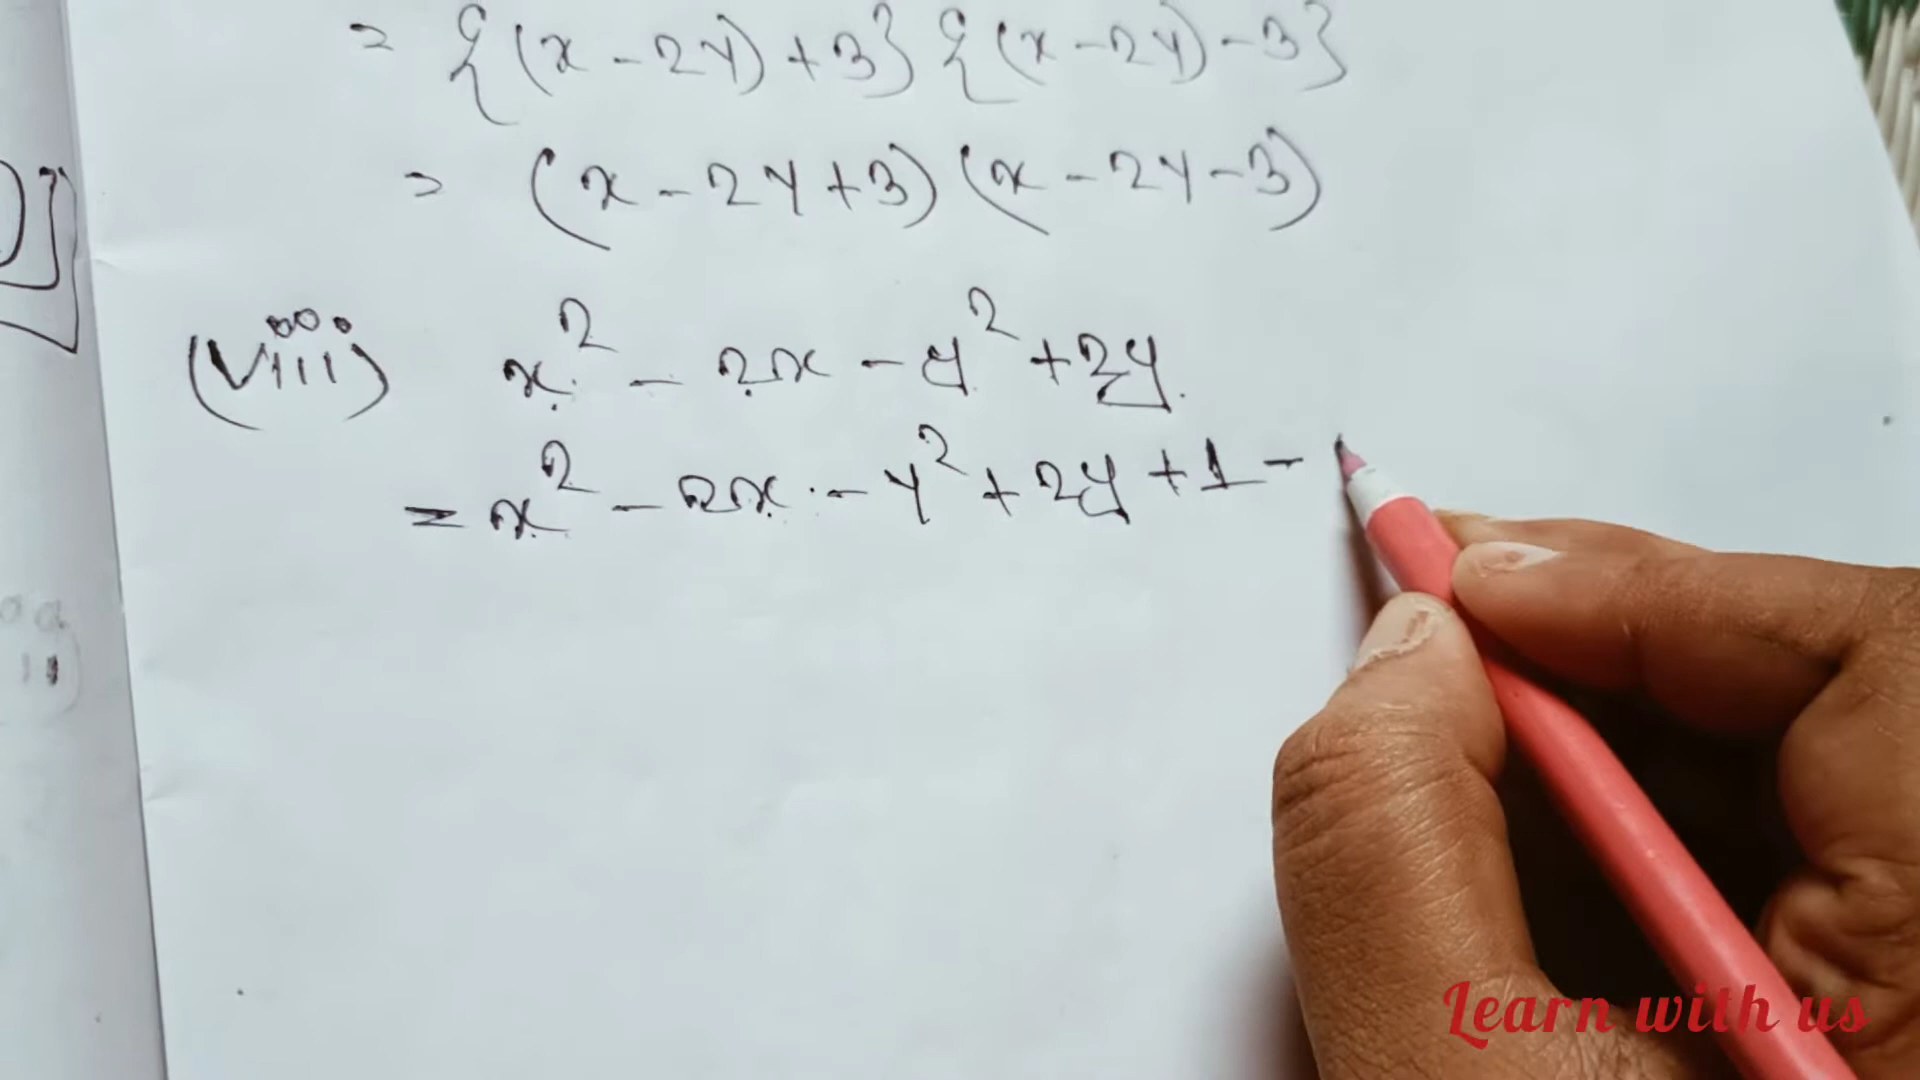 = {(x - 2y) + 3} {(x - 2y) - 3}
= (x - 2y + 3) (x - 2y - 3)
(viii) x² - 2x - y² + 2y
= x² - 2x - y² + 2y + 1 -
Learn with us